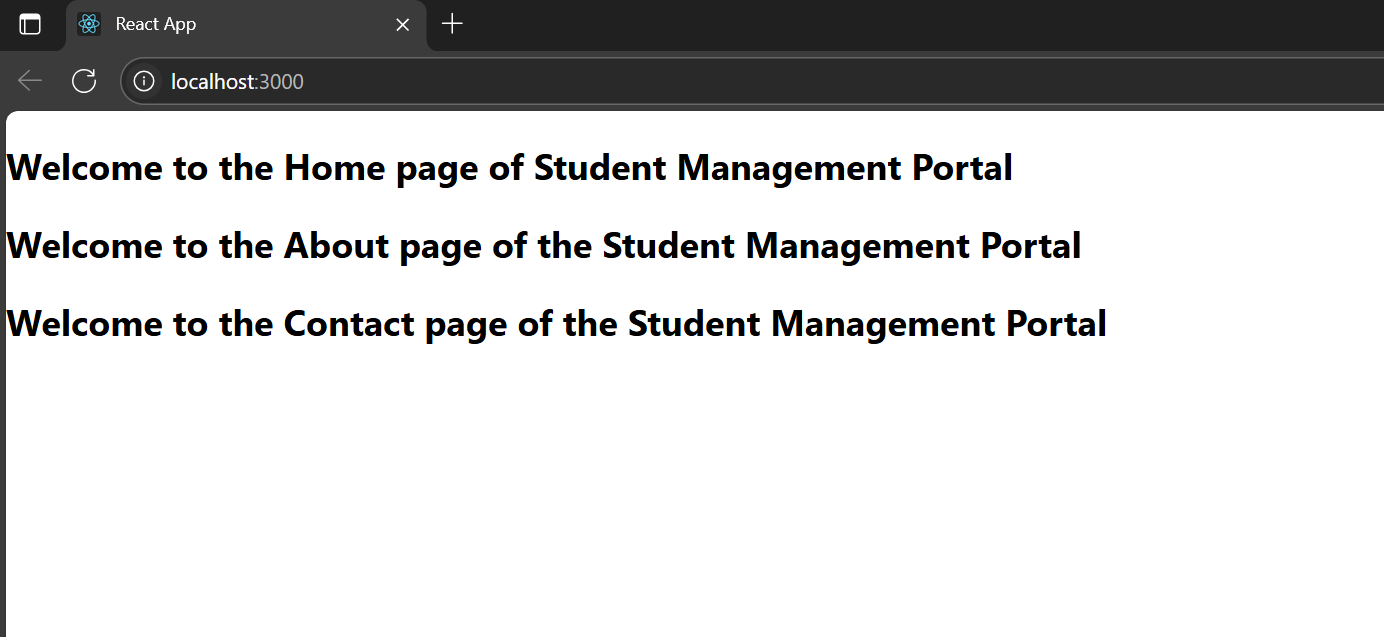 React App
localhost:3000
Welcome to the Home page of Student Management Portal
Welcome to the About page of the Student Management Portal
Welcome to the Contact page of the Student Management Portal